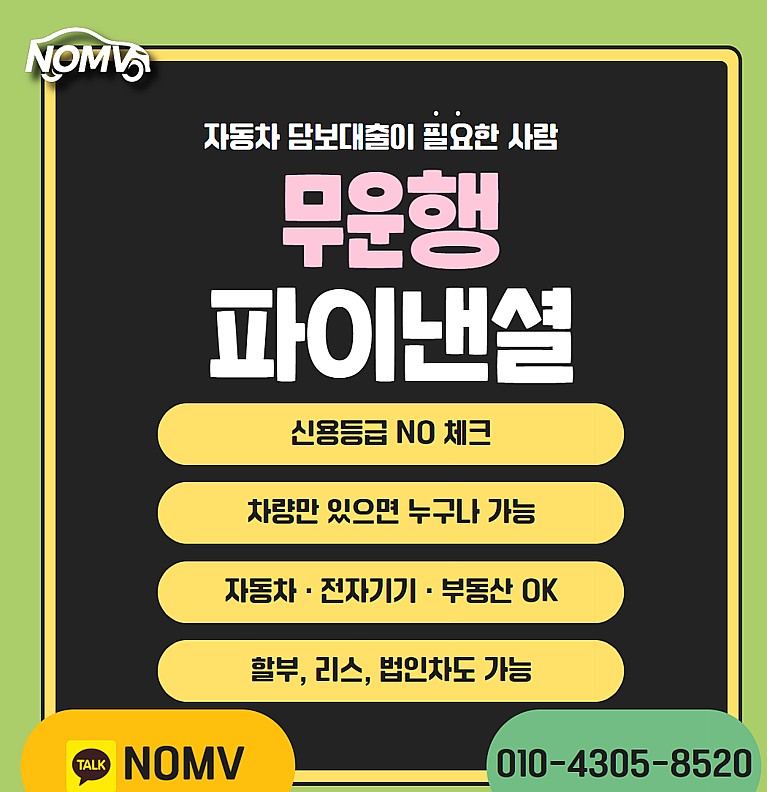 NOMV
자동차 담보대출이 필요한 사람
무운행
파이낸셜
신용등급 NO 체크
차량만 있으면 누구나 가능
자동차 · 전자기기 · 부동산 OK
할부, 리스, 법인차도 가능
TALK NOMV
010-4305-8520